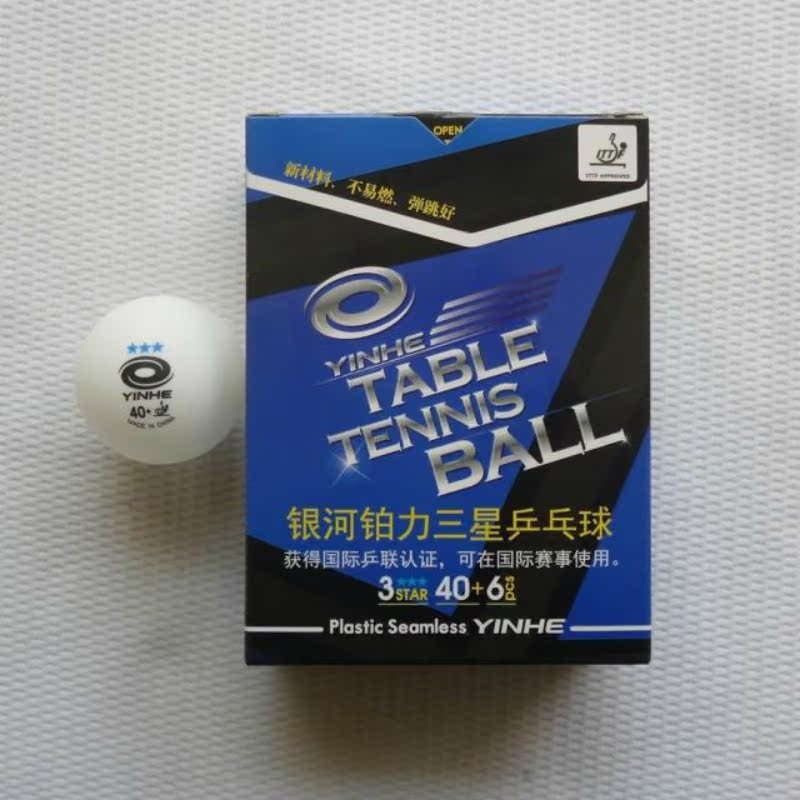 OPEN
ITTF
ITTF APPROVED
新材料、不易燃、弹跳好
YINHE
TABLE
TENNIS
BALL
银河铂力三星乒乓球
获得国际乒联认证，可在国际赛事使用。
3 STAR 40+ 6 PCS
Plastic Seamless YINHE
YINHE
40+
MADE IN CHINA